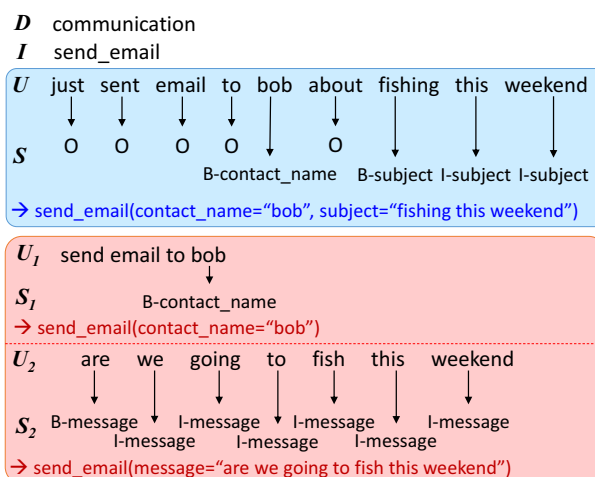 D communication
I send_email
U just sent email to bob about fishing this weekend
O O O O O
S
B-contact_name B-subject I-subject I-subject
→ send_email(contact_name=“bob”, subject=“fishing this weekend”)
U1 send email to bob
S1 B-contact_name
→ send_email(contact_name=“bob”)
U2 are we going to fish this weekend
B-message I-message I-message I-message
S2
I-message I-message I-message
→ send_email(message=“are we going to fish this weekend”)